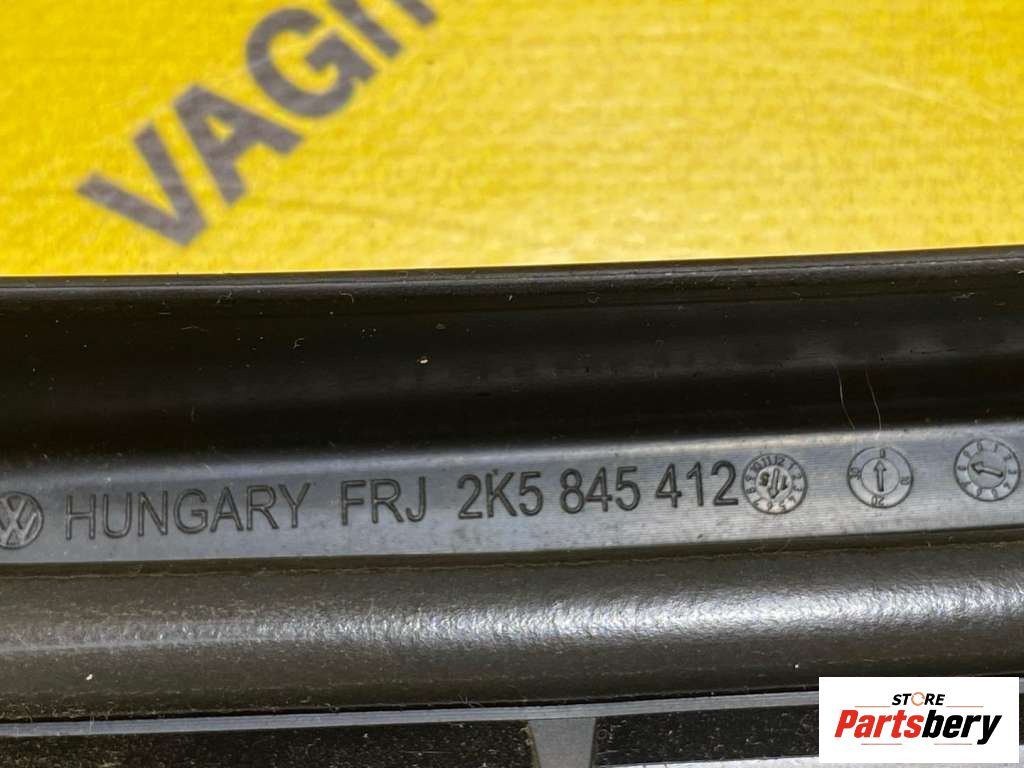 VAG
HUNGARY FRJ 2K5 845 412
STORE
Partsbery